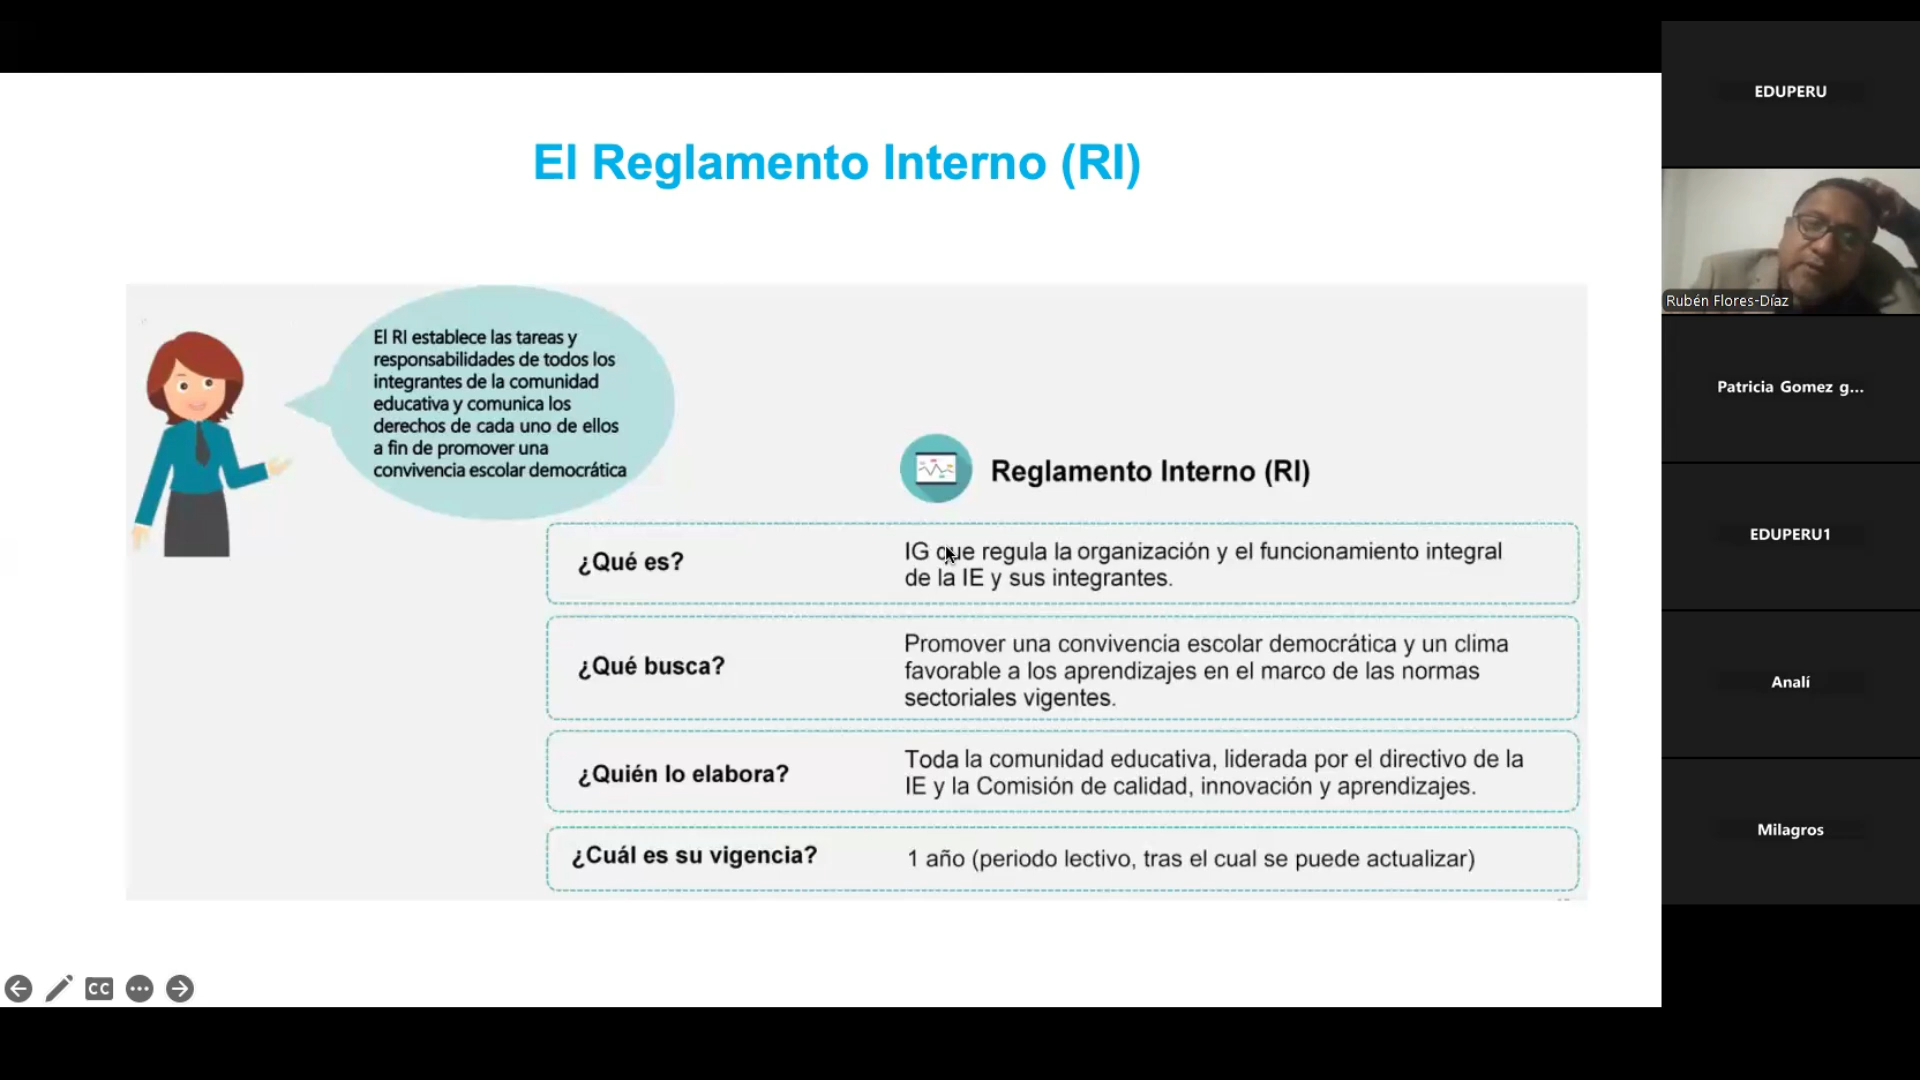 El Reglamento Interno (RI)
El RI establece las tareas y
responsabilidades de todos los
integrantes de la comunidad
educativa y comunica los
derechos de cada uno de ellos
a fin de promover una
convivencia escolar democrática
Reglamento Interno (RI)
¿Qué es?
IG que regula la organización y el funcionamiento integral
de la IE y sus integrantes.
¿Qué busca?
Promover una convivencia escolar democrática y un clima
favorable a los aprendizajes en el marco de las normas
sectoriales vigentes.
¿Quién lo elabora?
Toda la comunidad educativa, liderada por el directivo de la
IE y la Comisión de calidad, innovación y aprendizajes.
¿Cuál es su vigencia?
1 año (periodo lectivo, tras el cual se puede actualizar)
CC
EDUPERU
Rubén Flores-Díaz
Patricia Gomez g...
EDUPERU1
Analí
Milagros